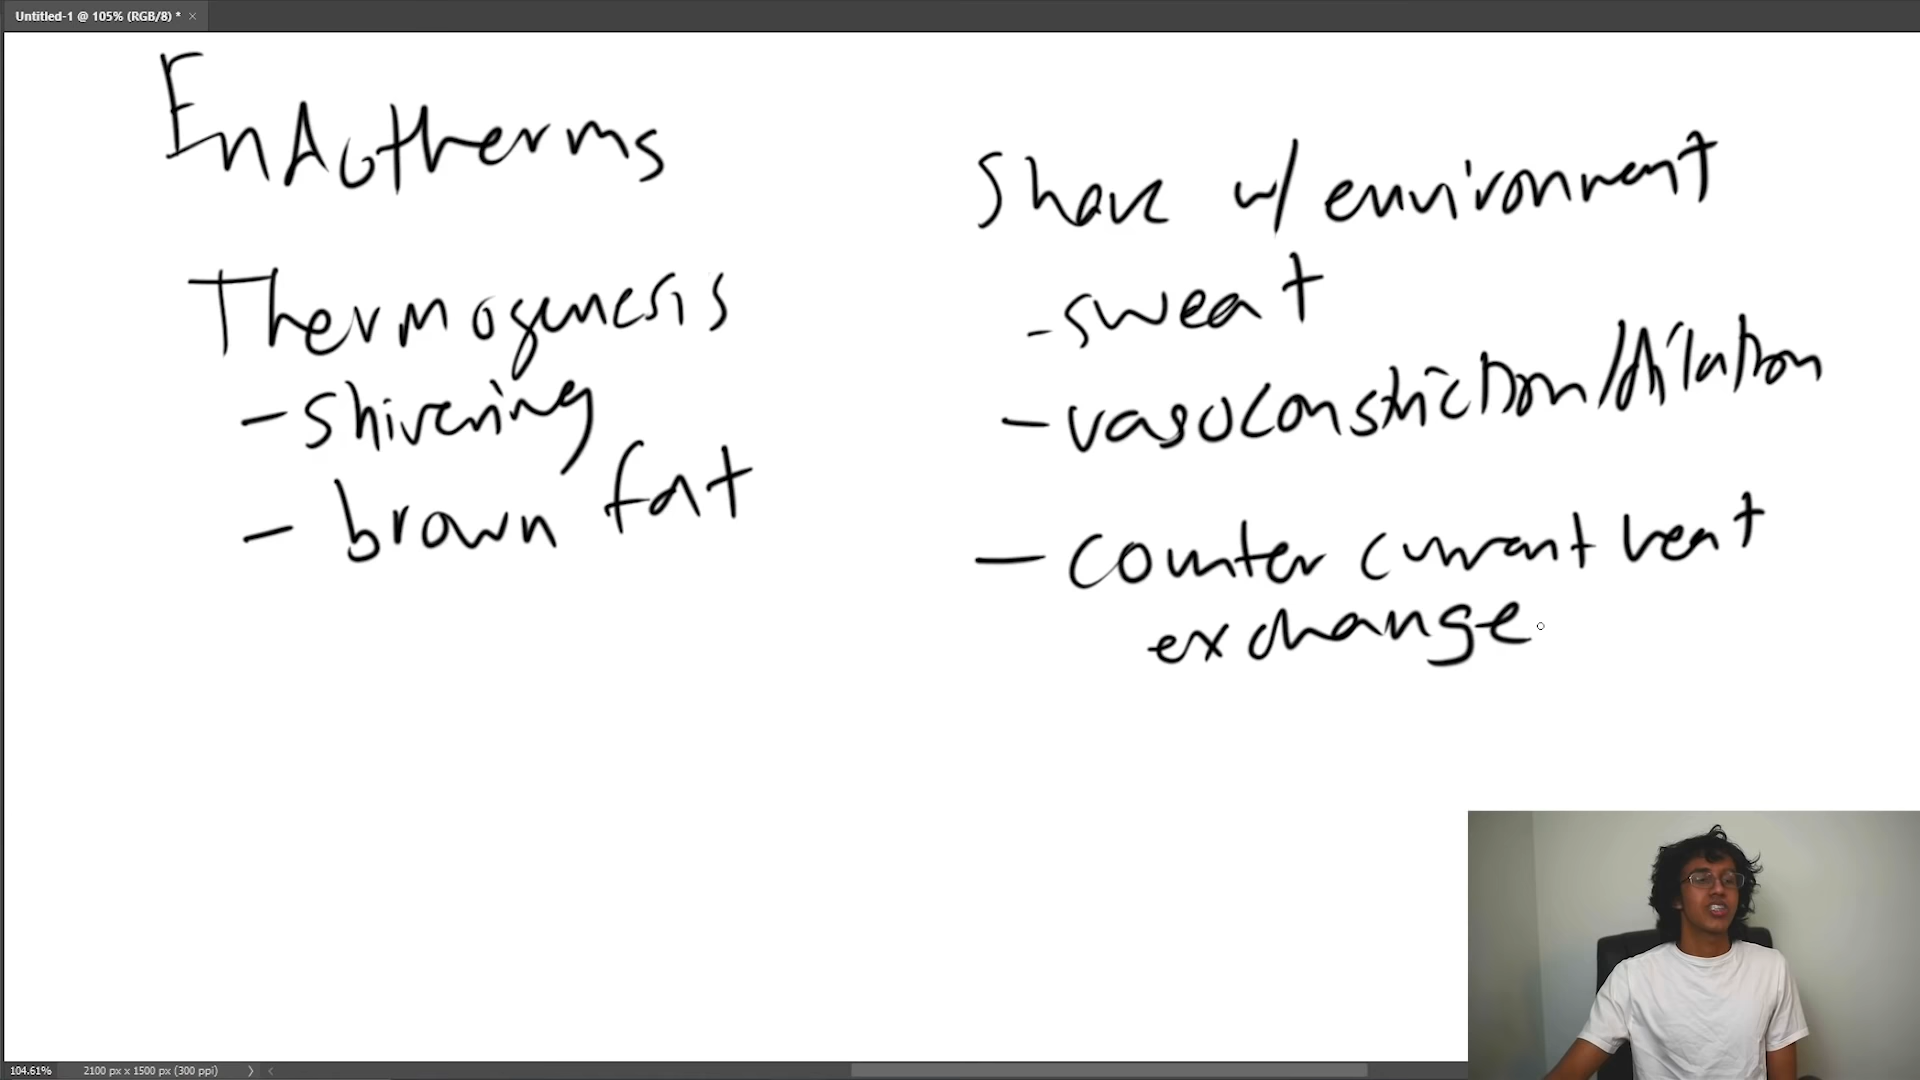 Untitled-1 @ 105% (RGB/8) *
Endotherms
Thermogenesis
- shivering
- brown fat
Share w/ environment
- sweat
- vasoconstriction/dilation
- counter current heat
exchange
104.61% 2100 px x 1500 px (300 ppi)